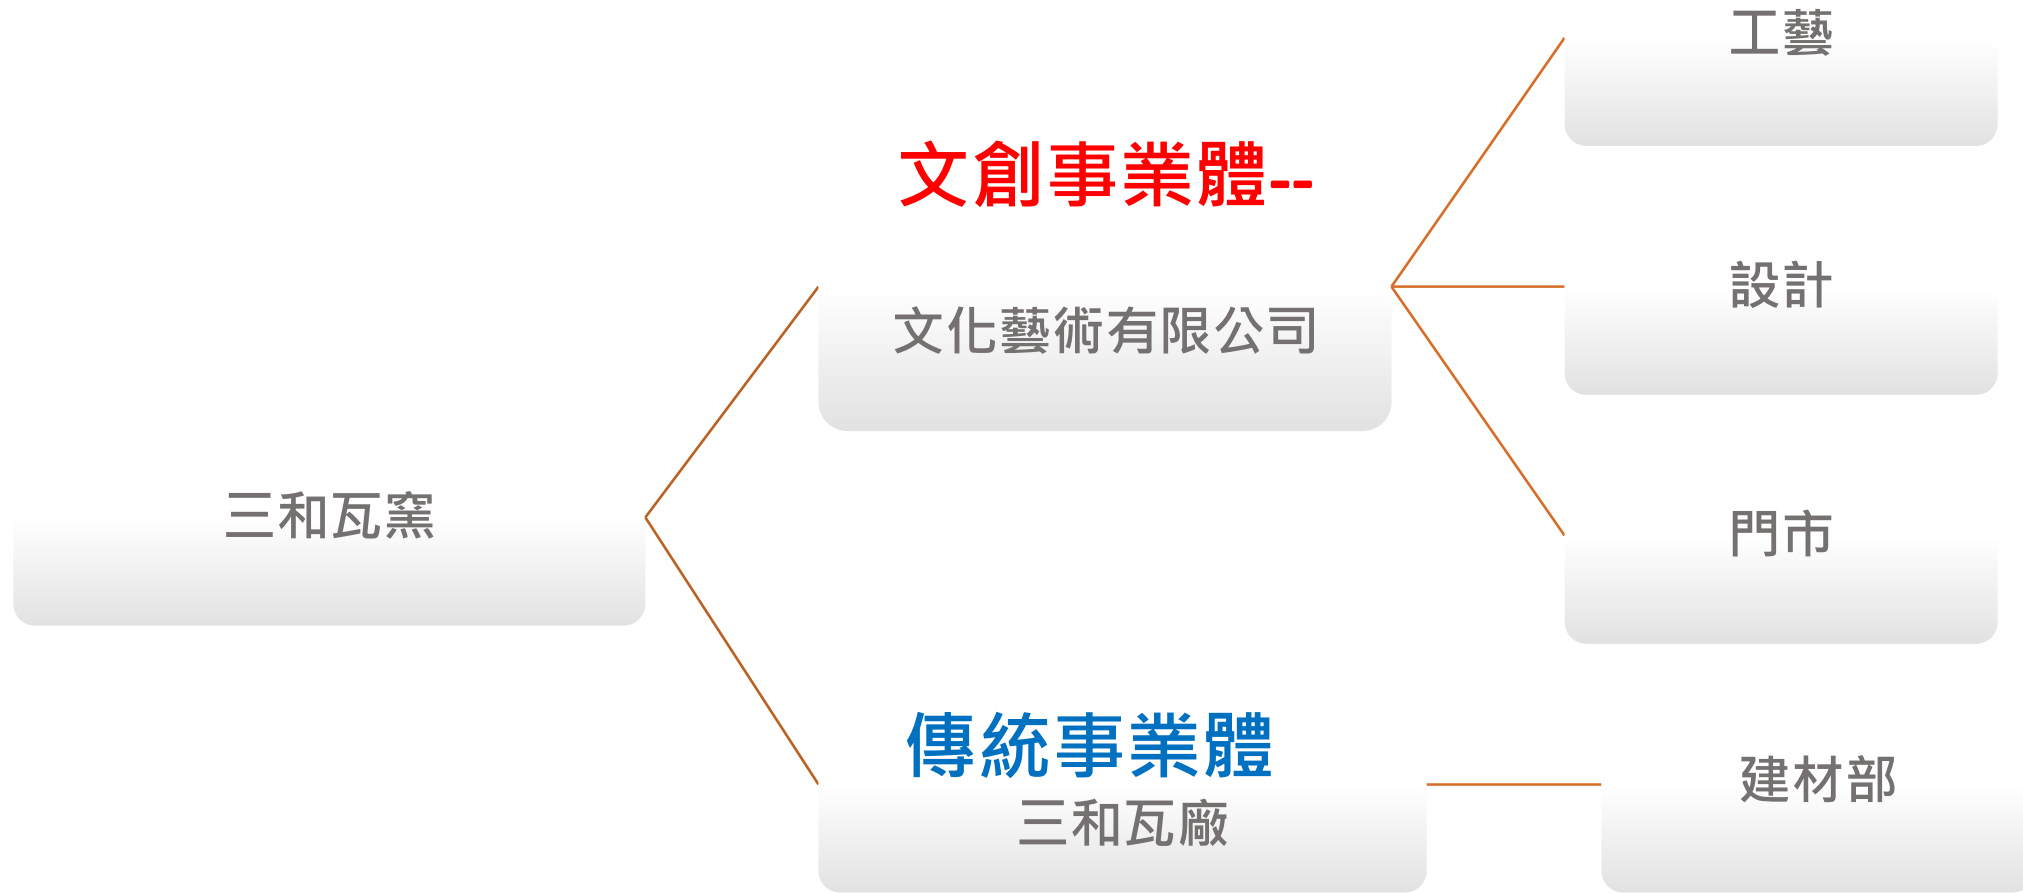 工藝
文創事業體--
設計
文化藝術有限公司
三和瓦窯
門市
傳統事業體
建材部
三和瓦廠